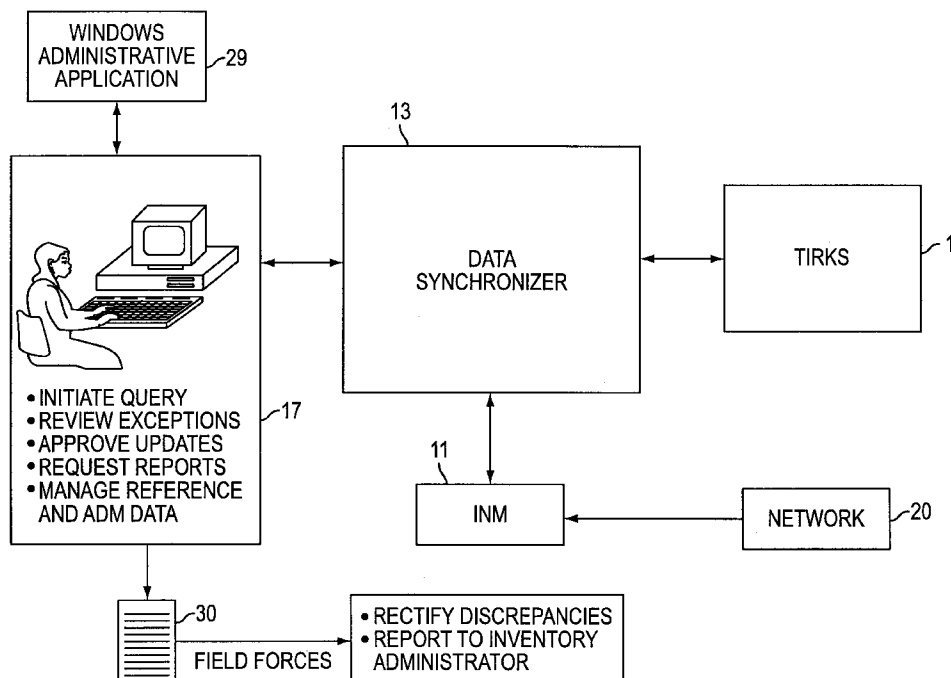 WINDOWS
ADMINISTRATIVE
APPLICATION
29
13
DATA
SYNCHRONIZER
TIRKS
1
• INITIATE QUERY
• REVIEW EXCEPTIONS
• APPROVE UPDATES
• REQUEST REPORTS
• MANAGE REFERENCE
AND ADM DATA
17
11
INM
NETWORK
20
30
FIELD FORCES
• RECTIFY DISCREPANCIES
• REPORT TO INVENTORY
ADMINISTRATOR